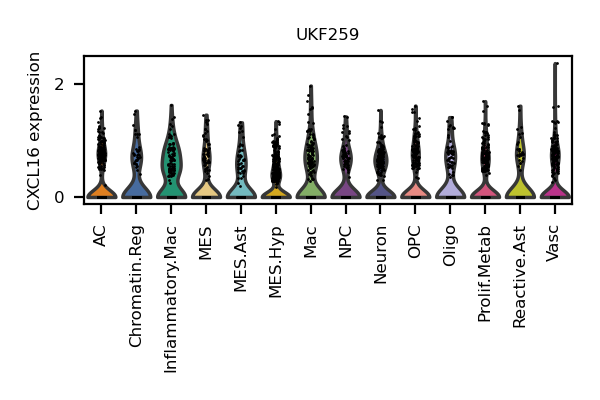 UKF259
CXCL16 expression
2
0
AC
Chromatin.Reg
Inflammatory.Mac
MES
MES.Ast
MES.Hyp
Mac
NPC
Neuron
OPC
Oligo
Prolif.Metab
Reactive.Ast
Vasc